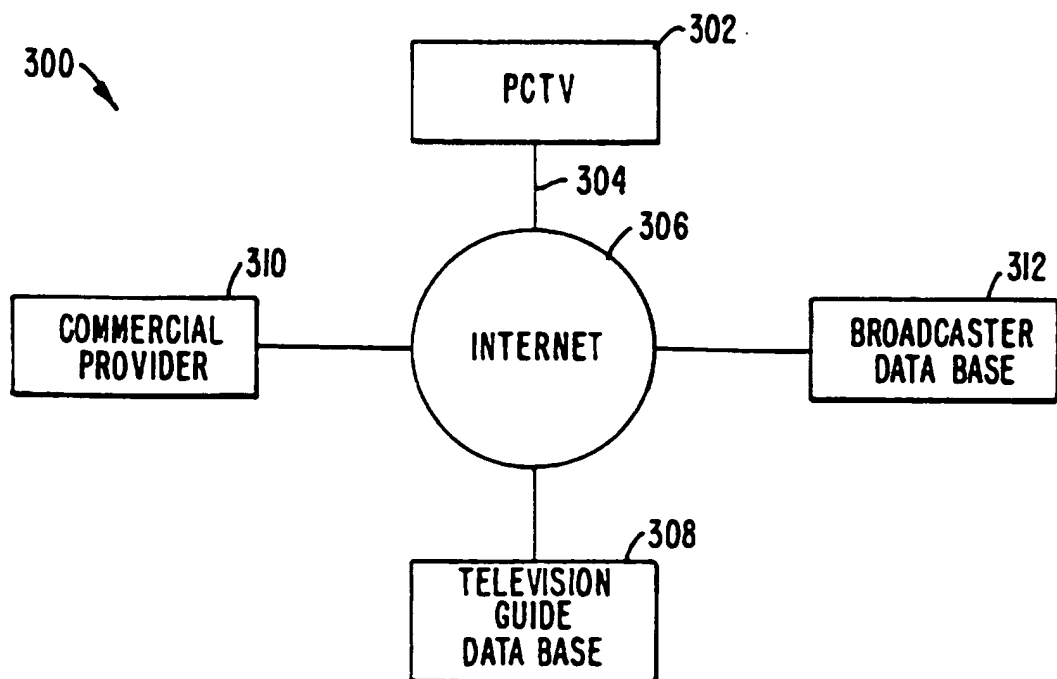 302
300
PCTV
304
306
310
312
COMMERCIAL
PROVIDER
INTERNET
BROADCASTER
DATA BASE
308
TELEVISION
GUIDE
DATA BASE